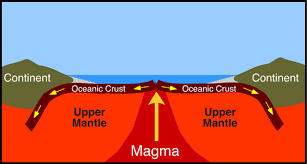 Continent
Continent
Oceanic Crust
Oceanic Crust
Upper
Mantle
Upper
Mantle
Magma